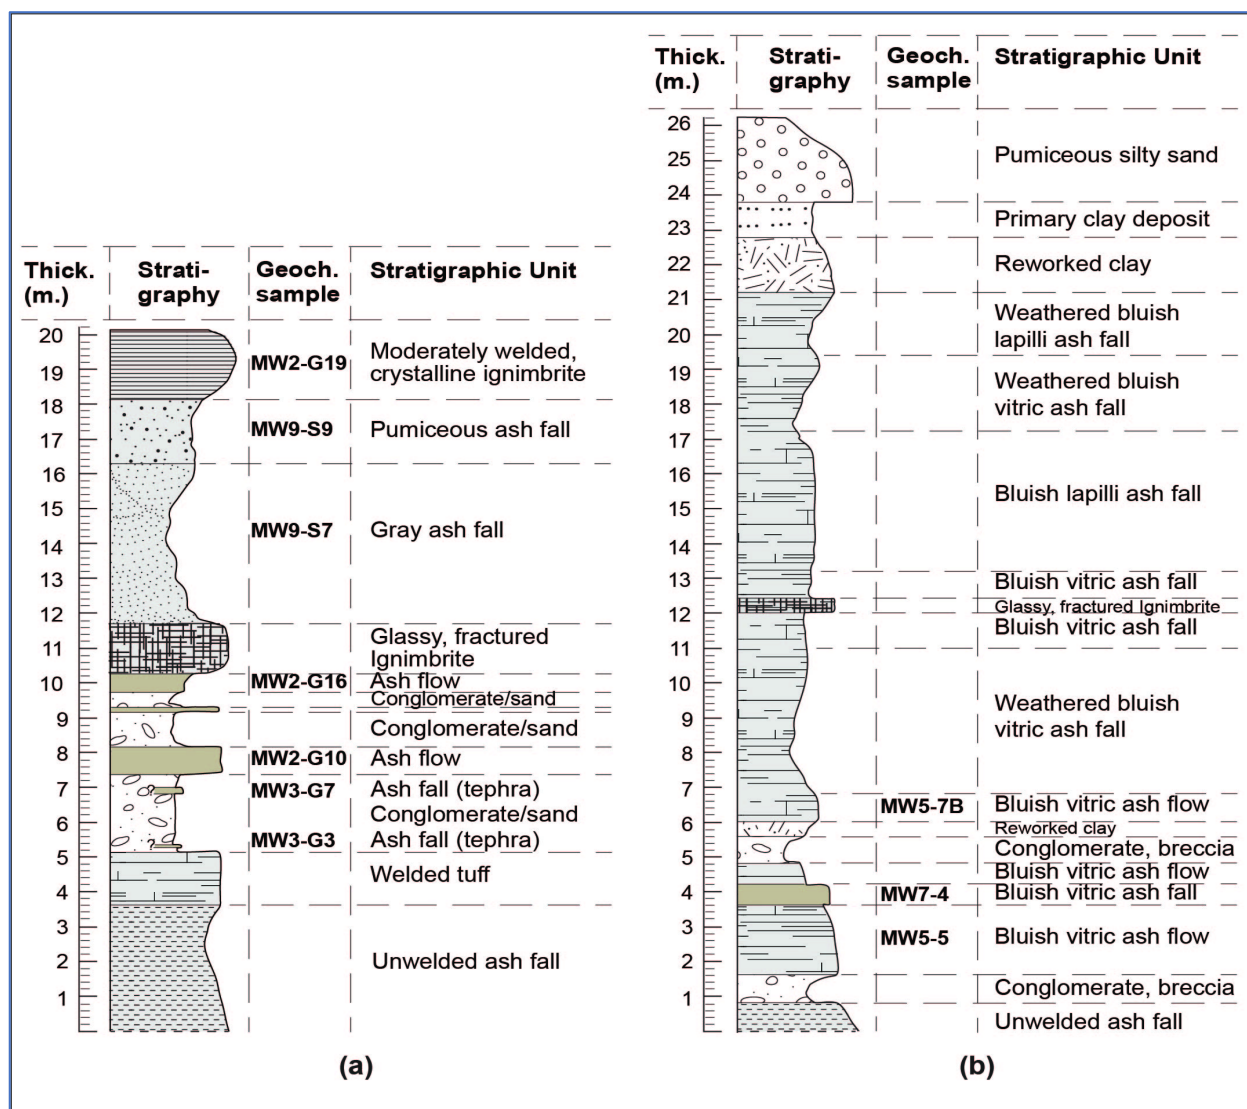 Thick. (m.) Strati-graphy Geoch. sample Stratigraphic Unit
20
MW2-G19 Moderately welded, crystalline ignimbrite
19
18
MW9-S9 Pumiceous ash fall
17
16
15
MW9-S7 Gray ash fall
14
13
12
Glassy, fractured Ignimbrite
11
10 MW2-G16 Ash flow
Conglomerate/sand
9
Conglomerate/sand
8 MW2-G10 Ash flow
7 ? MW3-G7 Ash fall (tephra)
Conglomerate/sand
6
? MW3-G3 Ash fall (tephra)
5
Welded tuff
4
3
2 Unwelded ash fall
1
(a)
Thick. (m.) Strati-graphy Geoch. sample Stratigraphic Unit
26
25 Pumiceous silty sand
24
23 Primary clay deposit
22 Reworked clay
21
Weathered bluish lapilli ash fall
20
19
Weathered bluish vitric ash fall
18
17
16
Bluish lapilli ash fall
15
14
13 Bluish vitric ash fall
Glassy, fractured Ignimbrite
12
Bluish vitric ash fall
11
10
Weathered bluish vitric ash fall
9
8
7
MW5-7B Bluish vitric ash flow
6 Reworked clay
Conglomerate, breccia
5
Bluish vitric ash flow
4 MW7-4 Bluish vitric ash fall
3 MW5-5 Bluish vitric ash flow
2
1 Conglomerate, breccia
Unwelded ash fall
(b)